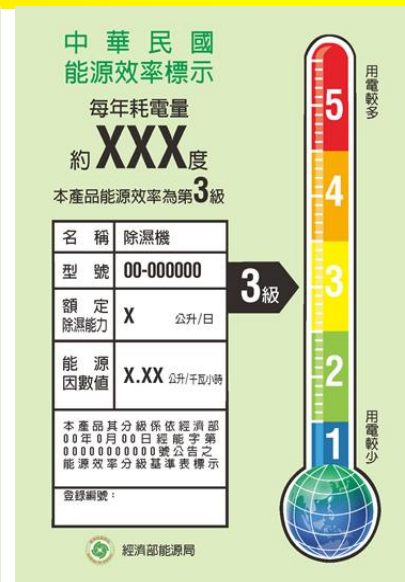 中華民國
能源效率標示
每年耗電量
約XXX度
本產品能源效率為第3級
名稱 除濕機
型號 00-000000
額定除濕能力 X 公升/日
能源因數值 X.XX 公升/千瓦小時
本產品其分級係依經濟部
00年0月00日經能字第
00000000000號公告之
能源效率分級基準表標示
登錄編號：
經濟部能源局
3級
用電較多
5
4
3
2
1
用電較少